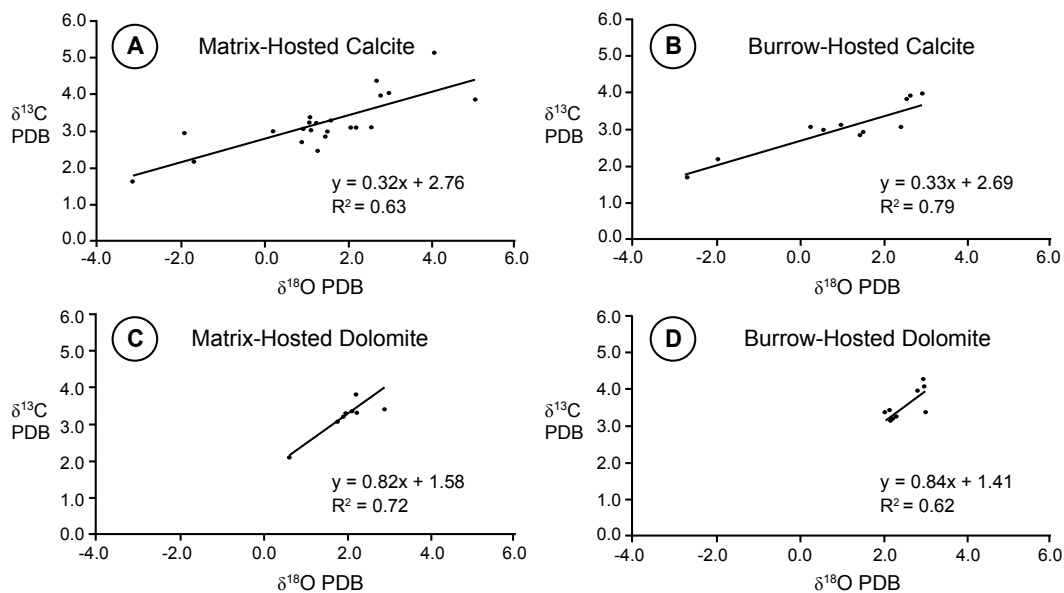 A Matrix-Hosted Calcite
6.0
5.0
4.0
3.0
2.0
1.0
0.0
δ¹³C
PDB
y = 0.32x + 2.76
R² = 0.63
-4.0 -2.0 0.0 2.0 4.0 6.0
δ¹⁸O PDB
B Burrow-Hosted Calcite
6.0
5.0
4.0
3.0
2.0
1.0
0.0
δ¹³C
PDB
y = 0.33x + 2.69
R² = 0.79
-4.0 -2.0 0.0 2.0 4.0 6.0
δ¹⁸O PDB
C Matrix-Hosted Dolomite
6.0
5.0
4.0
3.0
2.0
1.0
0.0
δ¹³C
PDB
y = 0.82x + 1.58
R² = 0.72
-4.0 -2.0 0.0 2.0 4.0 6.0
δ¹⁸O PDB
D Burrow-Hosted Dolomite
6.0
5.0
4.0
3.0
2.0
1.0
0.0
δ¹³C
PDB
y = 0.84x + 1.41
R² = 0.62
-4.0 -2.0 0.0 2.0 4.0 6.0
δ¹⁸O PDB